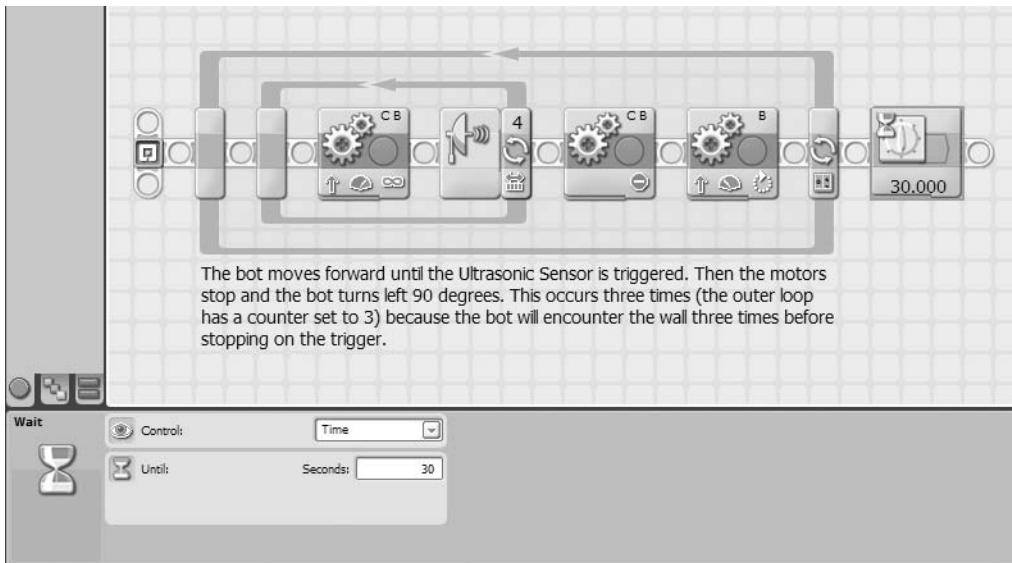 C B
4
C B
B
30.000
The bot moves forward until the Ultrasonic Sensor is triggered. Then the motors
stop and the bot turns left 90 degrees. This occurs three times (the outer loop
has a counter set to 3) because the bot will encounter the wall three times before
stopping on the trigger.
Wait
Control: Time
Until: Seconds: 30